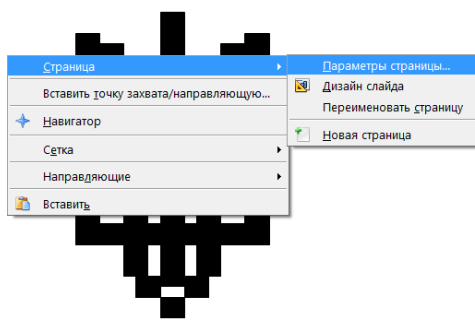 Страница
Вставить точку захвата/направляющую...
Навигатор
Сетка
Направляющие
Вставить
Параметры страницы...
Дизайн слайда
Переименовать страницу
Новая страница